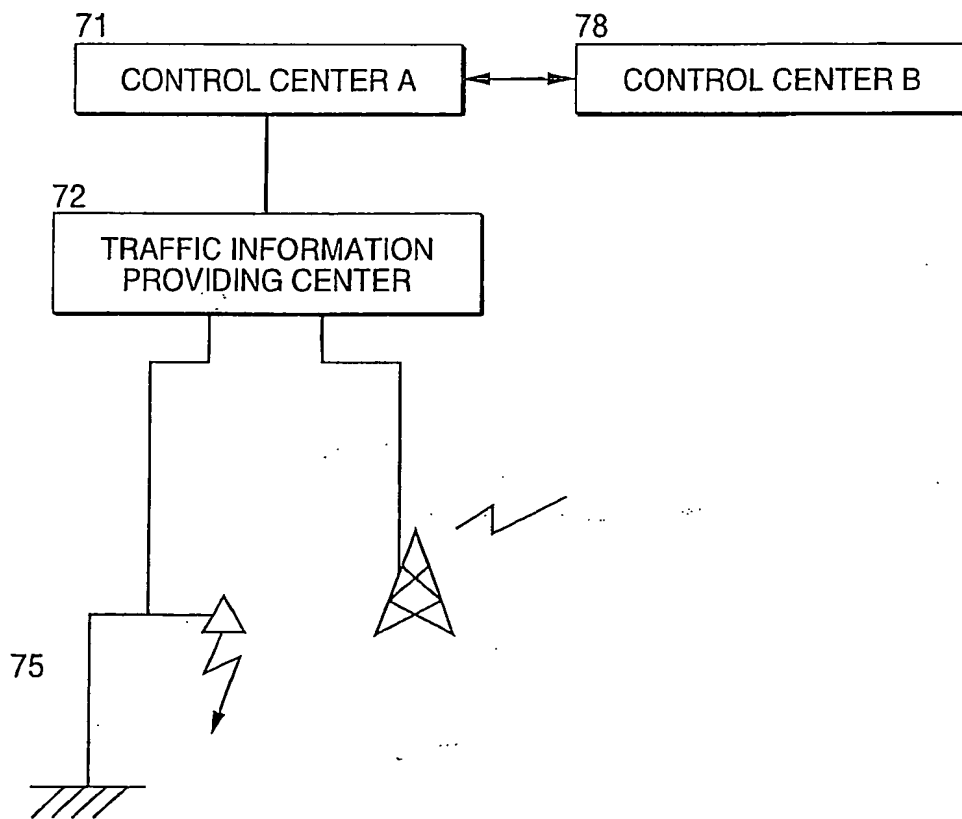 71
CONTROL CENTER A
78
CONTROL CENTER B
72
TRAFFIC INFORMATION
PROVIDING CENTER
75